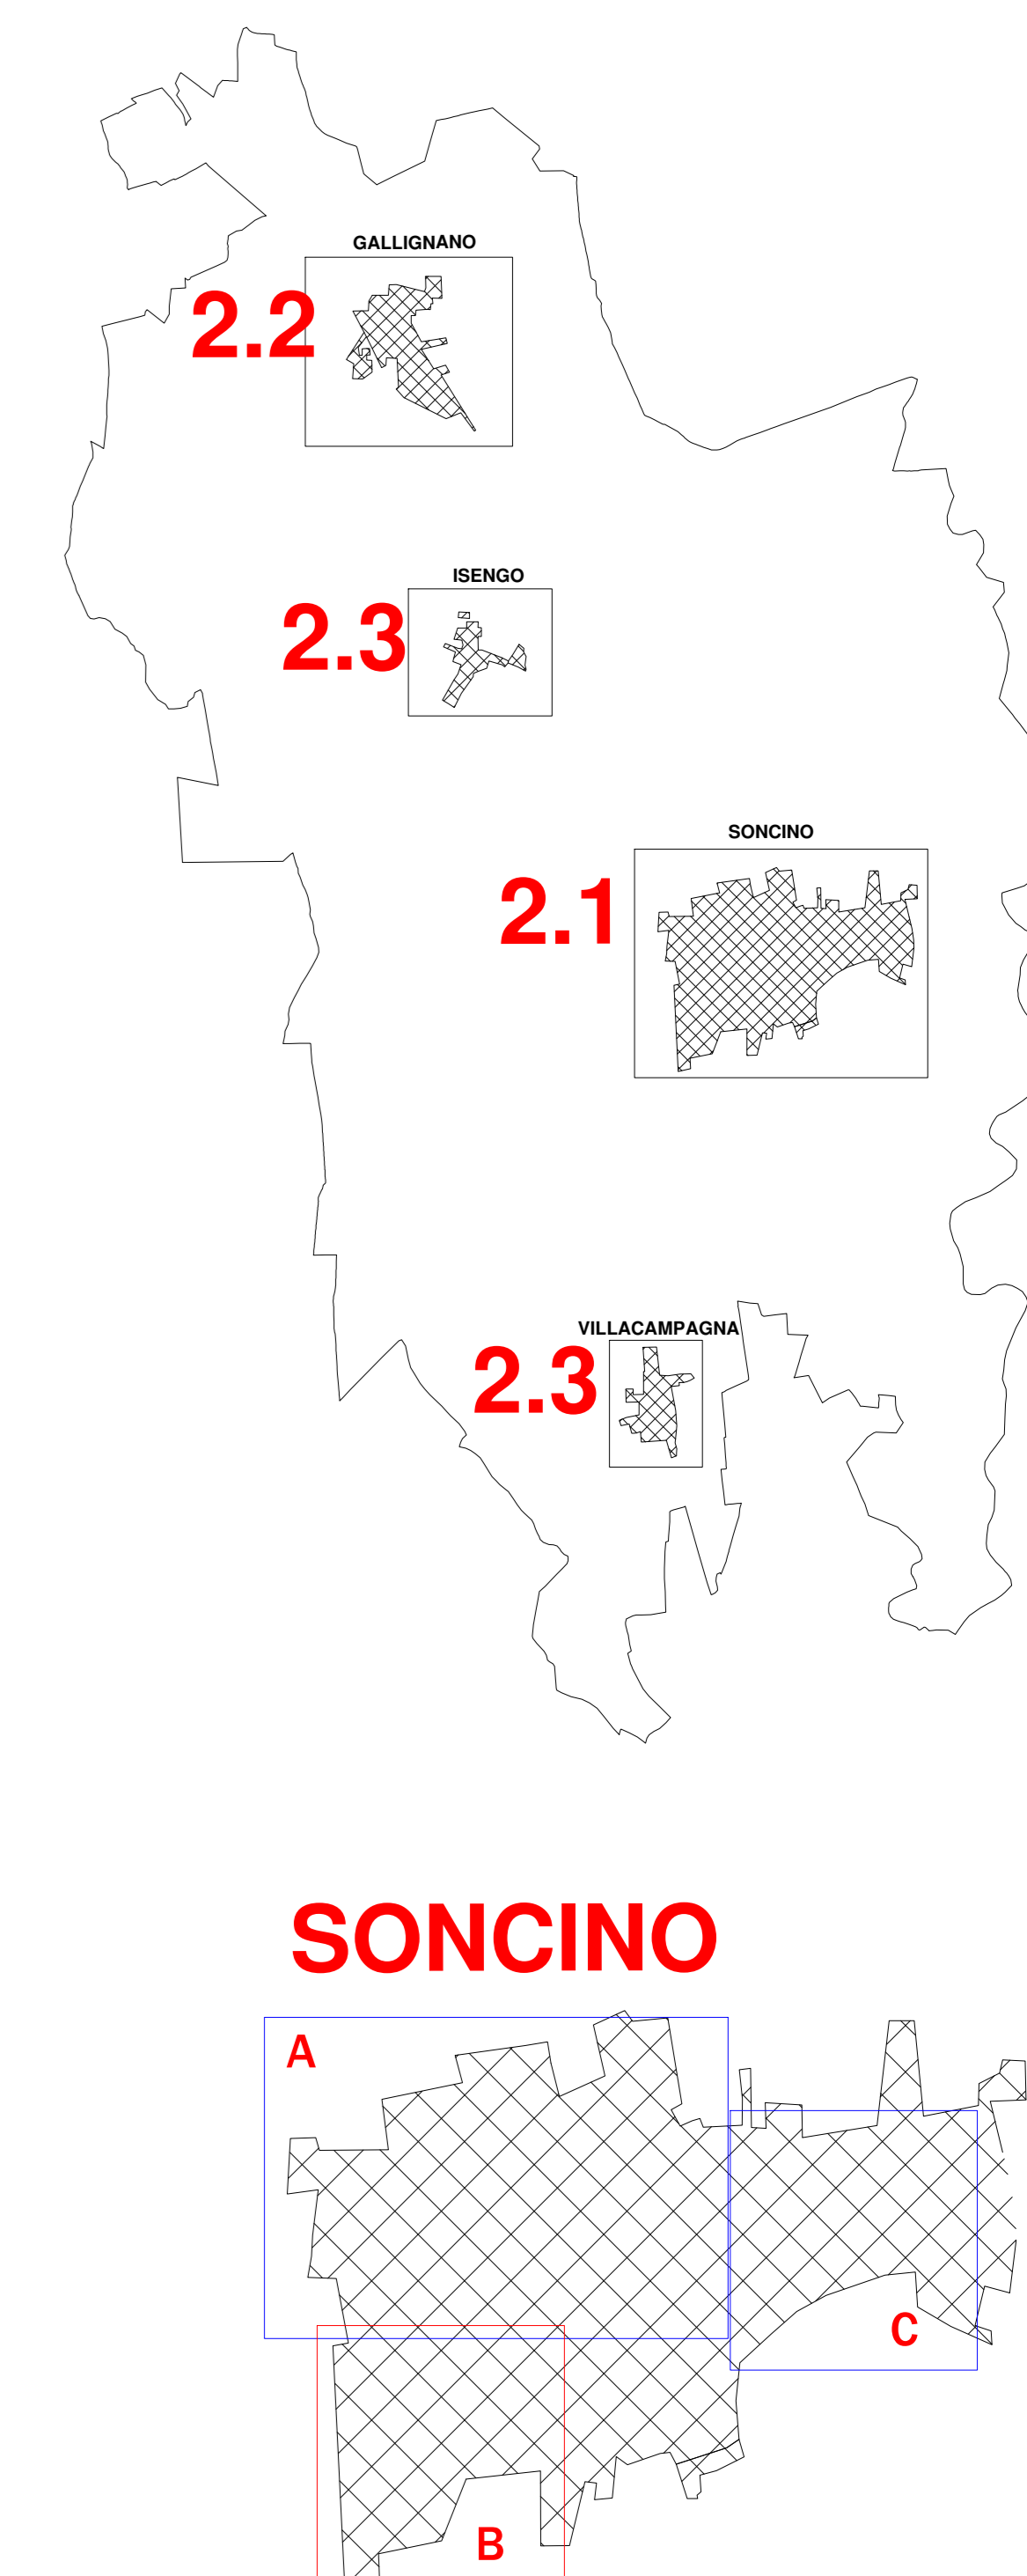 GALLIGNANO
2.2
ISENGO
2.3
SONCINO
2.1
VILLACAMPAGNA
2.3
SONCINO
A
C
B